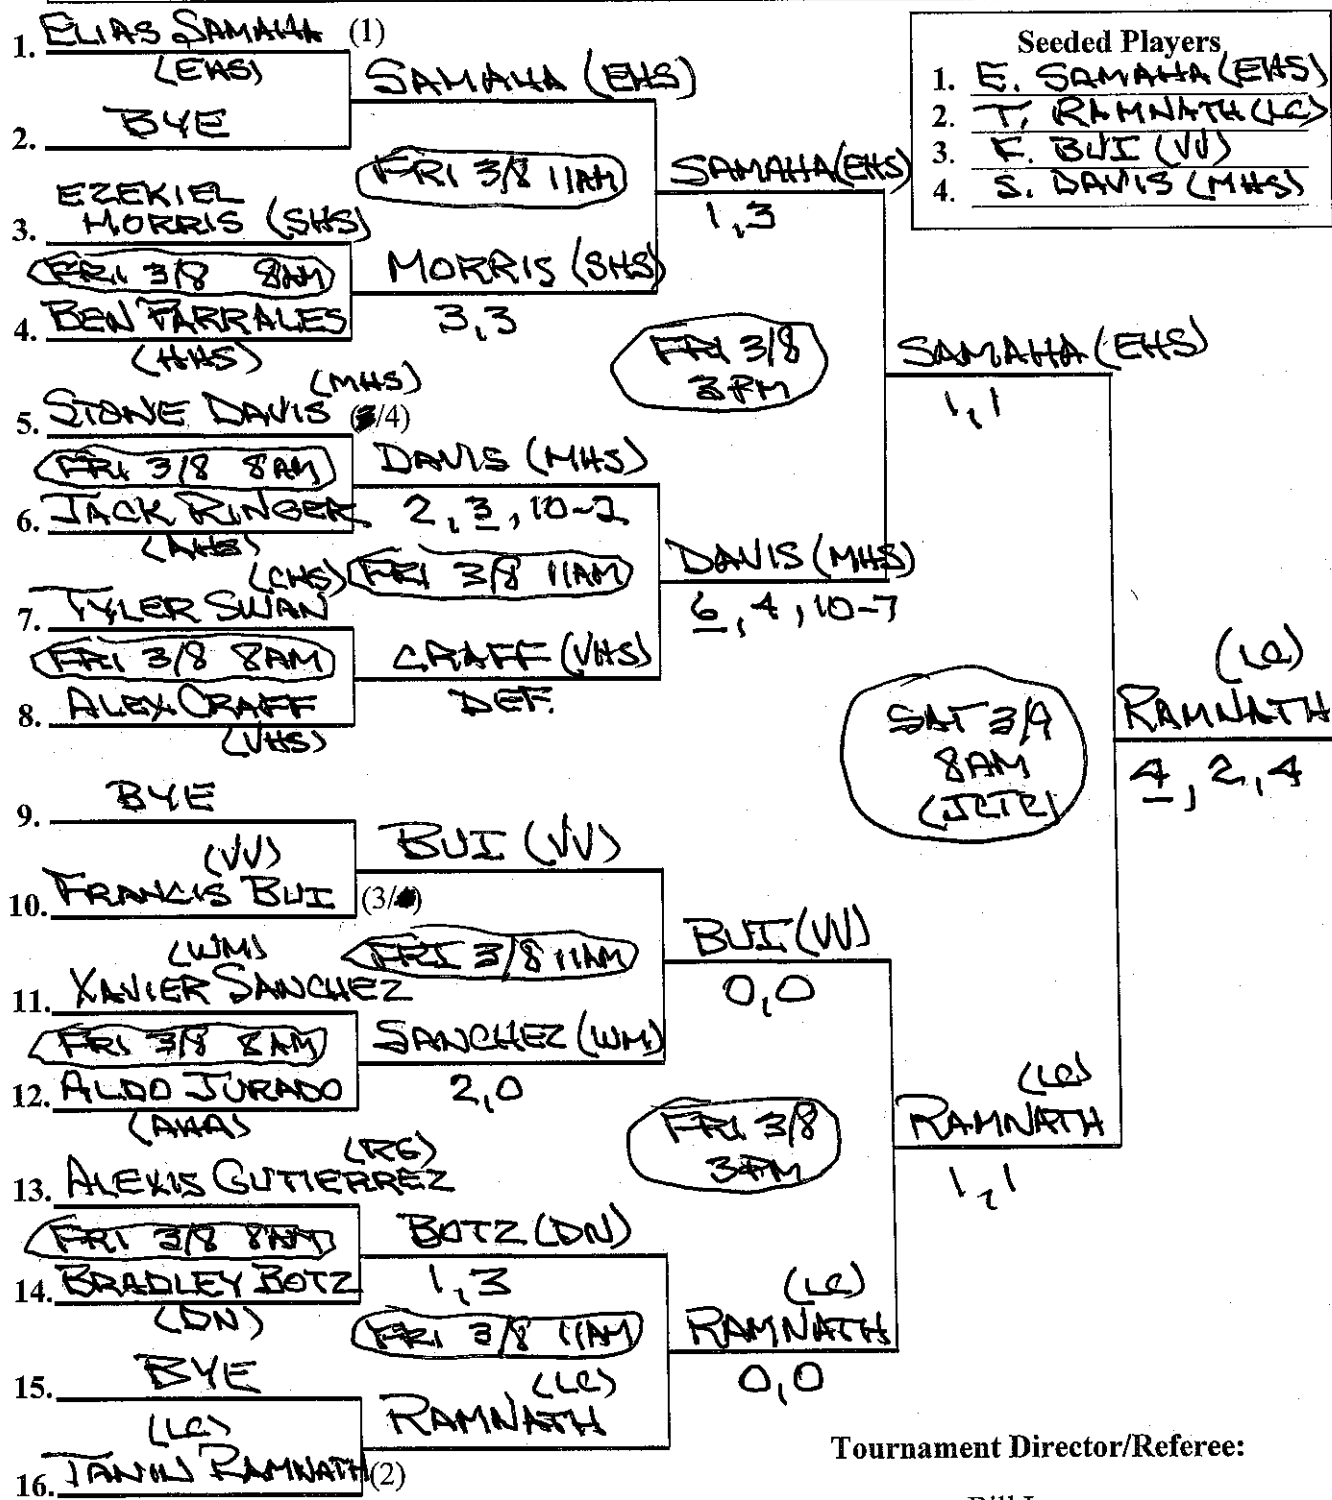 1. ELIAS SAMAHA (1)
(EHS)
2. BYE
SAMAHA (EHS)
FRI 3/8 11AM
EZEKIEL
3. MORRIS (SHS)
FRI 3/8 8AM
4. BEN PARRALES
(HHS)
MORRIS (SHS)
3,3
SAMAHA (EHS)
1,3
FRI 3/8
3PM
(MHS)
5. STONE DAVIS (3/4)
FRI 3/8 8AM
6. JACK RINGER
(AHS)
DAVIS (MHS)
2, 3, 10-2
FRI 3/8 11AM
(CHS)
7. TYLER SWAN
FRI 3/8 8AM
8. ALEX CRAFF
(VHS)
CRAFF (VHS)
DEF.
DAVIS (MHS)
6, 4, 10-7
SAMAHA (EHS)
1,1
Seeded Players
1. E. SAMAHA (EHS)
2. T. RAMNATH (LC)
3. F. BUI (VV)
4. S. DAVIS (MHS)
SAT 3/9
8AM
(LC)
RAMNATH
4, 2, 4
9. BYE
(VV)
10. FRANCIS BUI (3/
BUI (VV)
FRI 3/8 11AM
(WM)
11. XAVIER SANCHEZ
FRI 3/8 8AM
12. ALDO JURADO
(AHA)
SANCHEZ (WM)
2,0
BUI (VV)
0,0
FRI 3/8
3PM
(RG)
13. ALEXIS GUTIERREZ
FRI 3/8 8AM
14. BRADLEY BOTZ
(DN)
BOTZ (DN)
1,3
FRI 3/8 11AM
15. BYE
(LC)
16. RAMNATH (2)
(LC)
RAMNATH
(LC)
RAMNATH
0,0
(LC)
RAMNATH
1,1
Tournament Director/Referee: